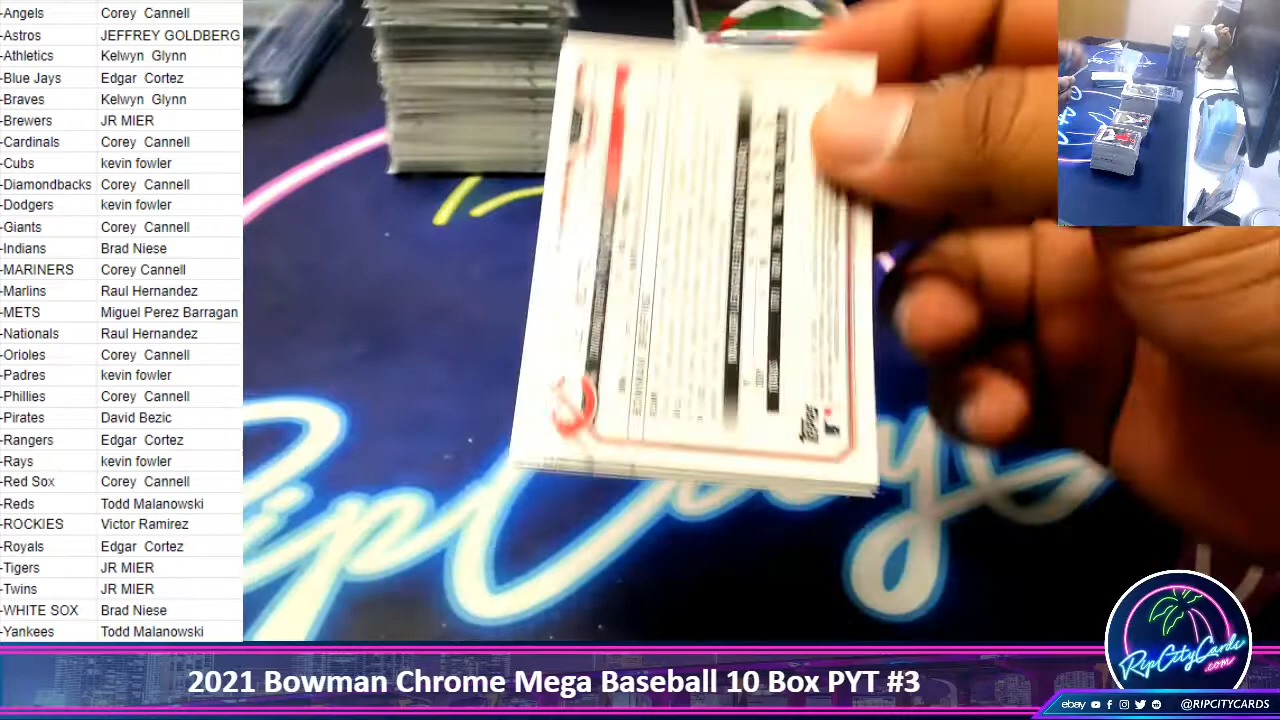 -Angels Corey Cannell
-Astros JEFFREY GOLDBERG
-Athletics Kelwyn Glynn
-Blue Jays Edgar Cortez
-Braves Kelwyn Glynn
-Brewers JR MIER
-Cardinals Corey Cannell
-Cubs kevin fowler
-Diamondbacks Corey Cannell
-Dodgers kevin fowler
-Giants Corey Cannell
-Indians Brad Niese
-MARINERS Corey Cannell
-Marlins Raul Hernandez
-METS Miguel Perez Barragan
-Nationals Raul Hernandez
-Orioles Corey Cannell
-Padres kevin fowler
-Phillies Corey Cannell
-Pirates David Bezic
-Rangers Edgar Cortez
-Rays kevin fowler
-Red Sox Corey Cannell
-Reds Todd Malanowski
-ROCKIES Victor Ramirez
-Royals Edgar Cortez
-Tigers JR MIER
-Twins JR MIER
-WHITE SOX Brad Niese
-Yankees Todd Malanowski
Topps
RipCity
RipCityCards
.com
2021 Bowman Chrome Mega Baseball 10 Box PYT #3
ebay @RIPCITYCARDS